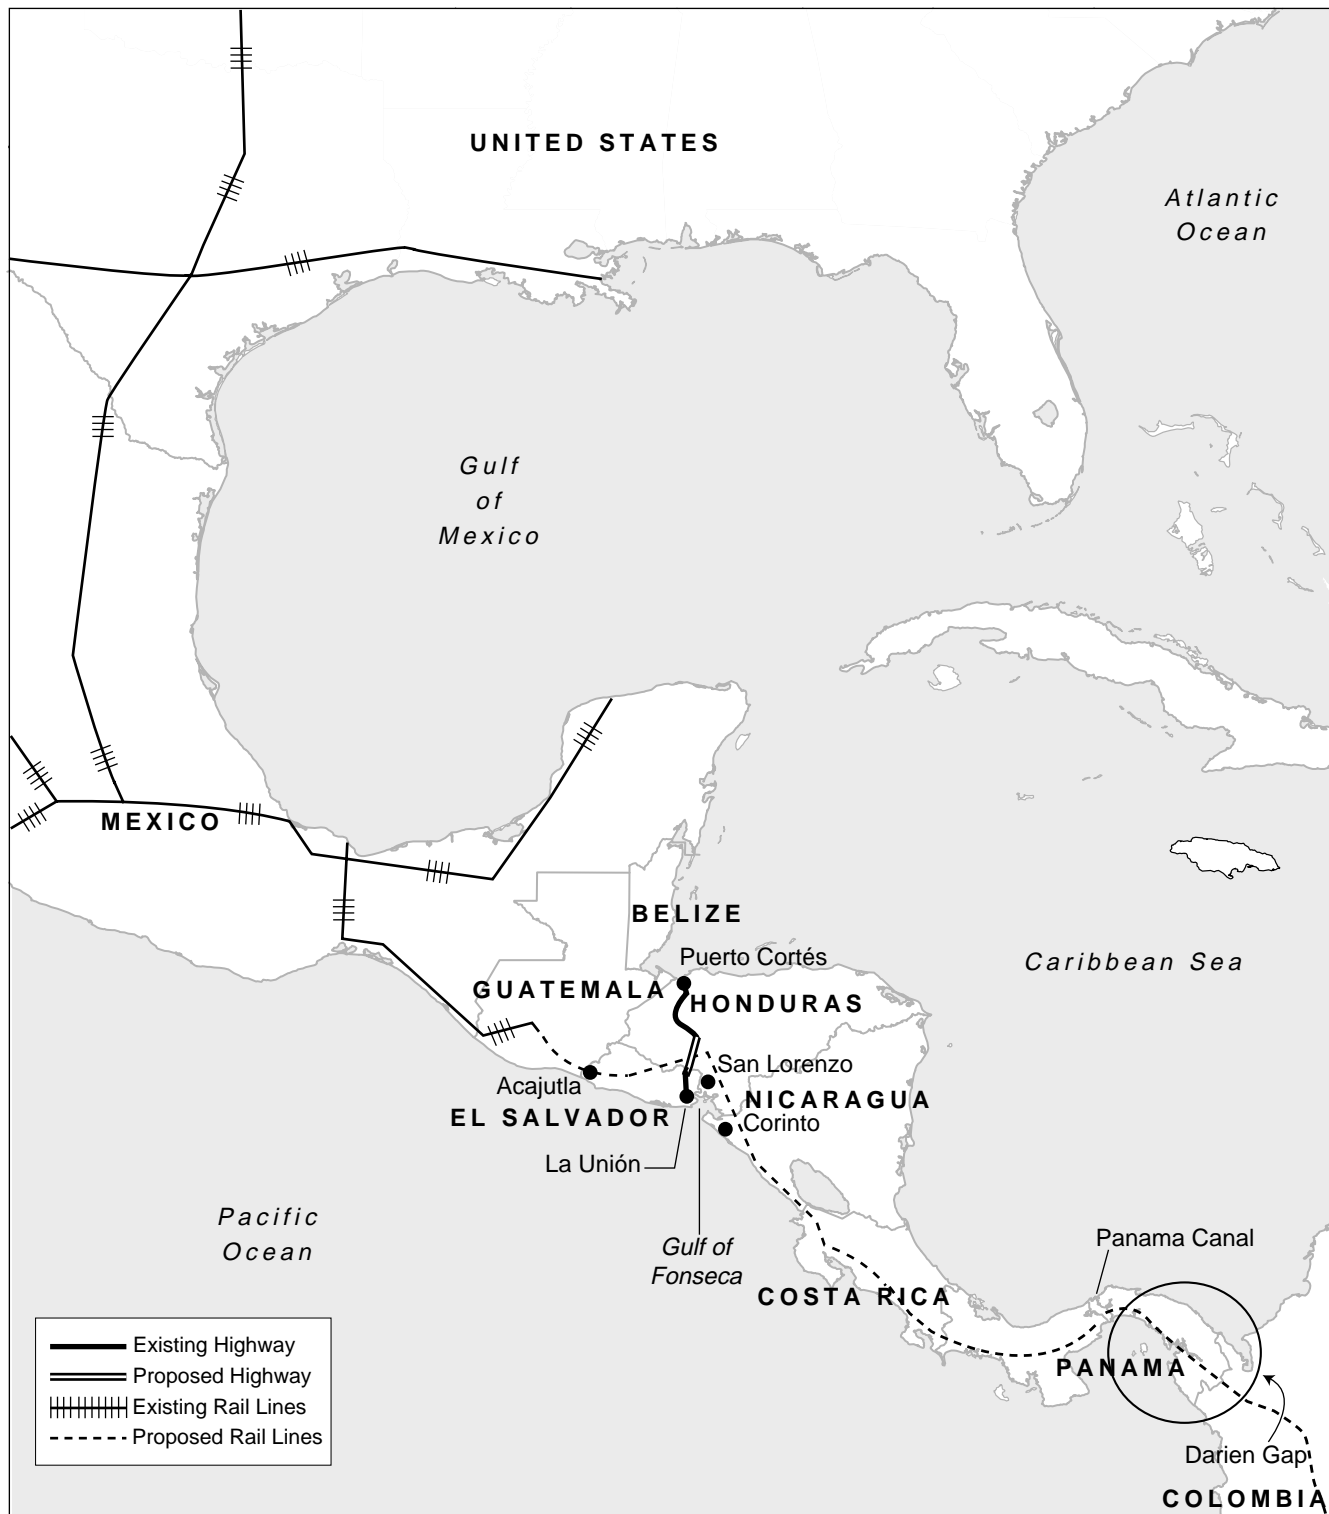 UNITED STATES
Atlantic
Ocean
Gulf
of
Mexico
MEXICO
BELIZE
Puerto Cortés
Caribbean Sea
GUATEMALA
HONDURAS
San Lorenzo
Acajutla
NICARAGUA
EL SALVADOR
Corinto
La Unión
Pacific
Ocean
Gulf of
Fonseca
Panama Canal
COSTA RICA
PANAMA
Existing Highway
Proposed Highway
Existing Rail Lines
Proposed Rail Lines
Darien Gap
COLOMBIA